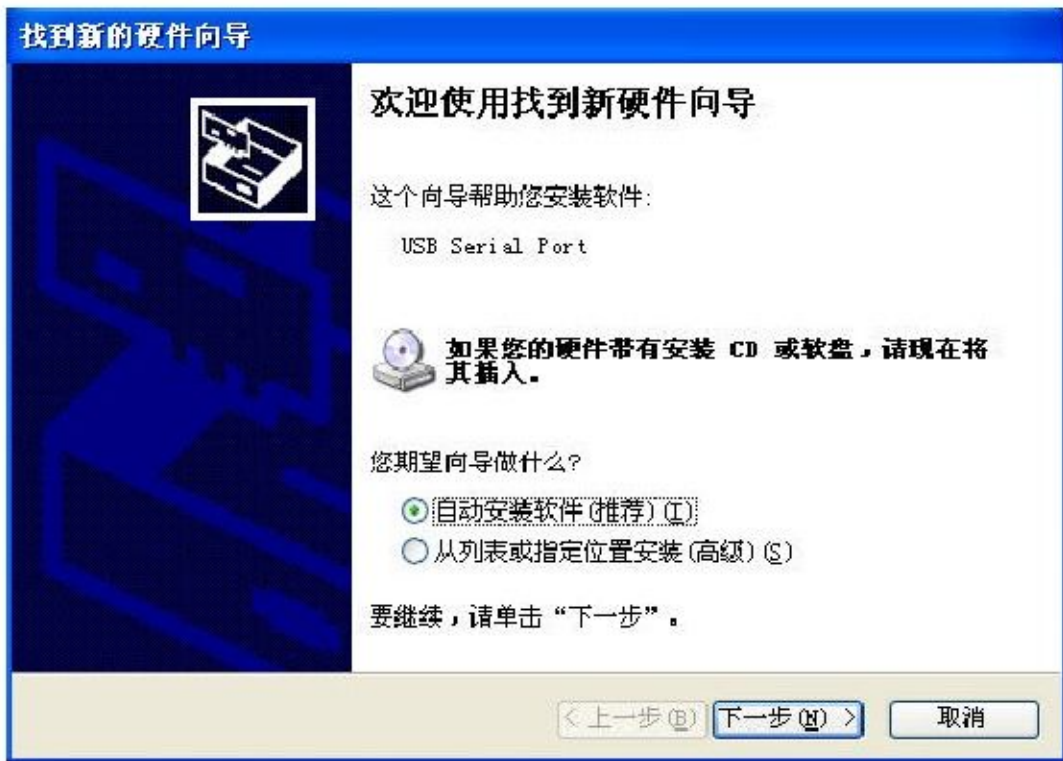 找到新的硬件向导
欢迎使用找到新硬件向导
这个向导帮助您安装软件:
USB Serial Port
如果您的硬件带有安装 CD 或软盘，请现在将
其插入。
您期望向导做什么?
自动安装软件(推荐)(I)
从列表或指定位置安装(高级)(S)
要继续，请单击“下一步”。
< 上一步(B) 下一步(N) > 取消